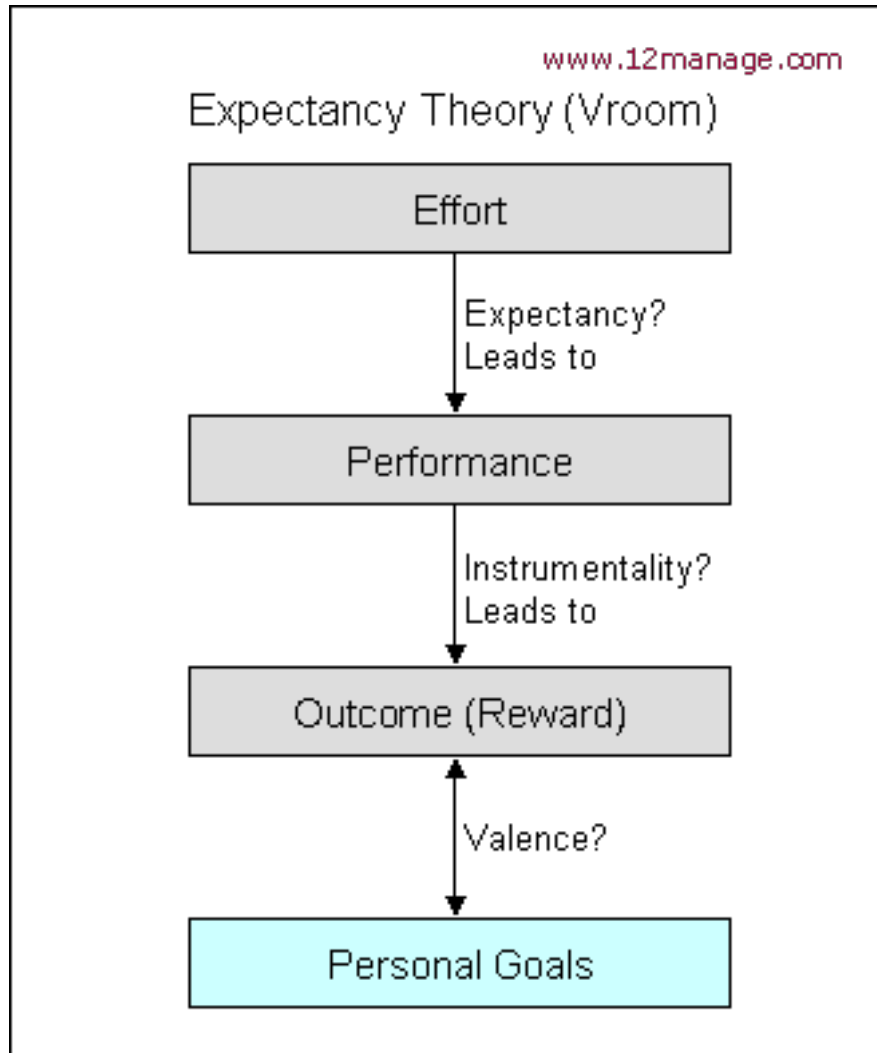 www.12manage.com
Expectancy Theory (Vroom)
Effort
Expectancy?
Leads to
Performance
Instrumentality?
Leads to
Outcome (Reward)
Valence?
Personal Goals